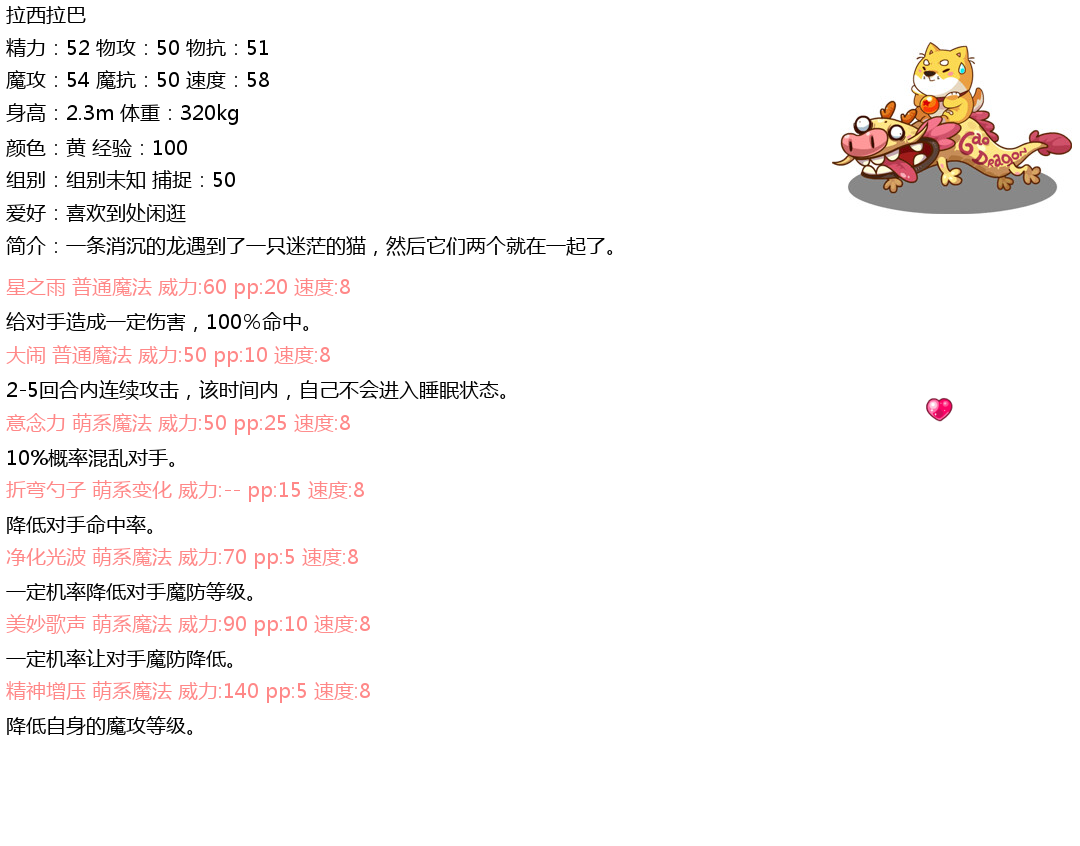 拉西拉巴
精力：52 物攻：50 物抗：51
魔攻：54 魔抗：50 速度：58
身高：2.3m 体重：320kg
颜色：黄 经验：100
组别：组别未知 捕捉：50
爱好：喜欢到处闲逛
简介：一条消沉的龙遇到了一只迷茫的猫，然后它们两个就在一起了。
星之雨 普通魔法 威力:60 pp:20 速度:8
给对手造成一定伤害，100％命中。
大闹 普通魔法 威力:50 pp:10 速度:8
2-5回合内连续攻击，该时间内，自己不会进入睡眠状态。
意念力 萌系魔法 威力:50 pp:25 速度:8
10%概率混乱对手。
折弯勺子 萌系变化 威力:-- pp:15 速度:8
降低对手命中率。
净化光波 萌系魔法 威力:70 pp:5 速度:8
一定机率降低对手魔防等级。
美妙歌声 萌系魔法 威力:90 pp:10 速度:8
一定机率让对手魔防降低。
精神增压 萌系魔法 威力:140 pp:5 速度:8
降低自身的魔攻等级。
Gao
DRAGON